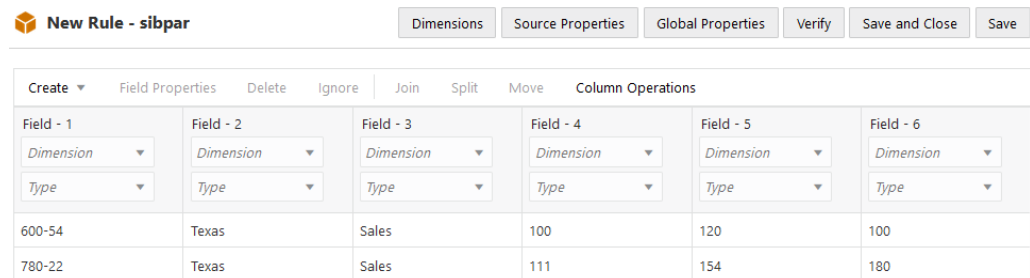 New Rule - sibpar Dimensions Source Properties Global Properties Verify Save and Close Save
Create Field Properties Delete Ignore Join Split Move Column Operations
Field - 1 Field - 2 Field - 3 Field - 4 Field - 5 Field - 6
Dimension Dimension Dimension Dimension Dimension Dimension
Type Type Type Type Type Type
600-54 Texas Sales 100 120 100
780-22 Texas Sales 111 154 180